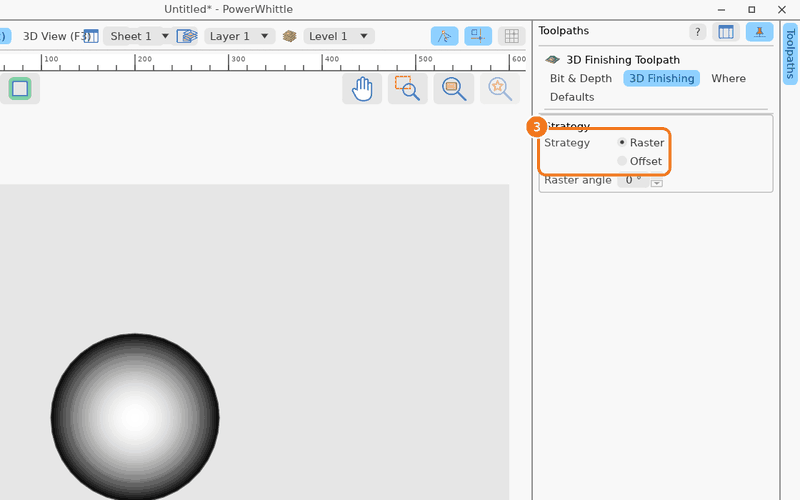 Untitled* - PowerWhittle
3D View (F3)
Sheet 1
Layer 1
Level 1
100
200
300
400
500
600
Toolpaths
?
Toolpaths
3D Finishing Toolpath
Bit & Depth
3D Finishing
Where
Defaults
3
Strategy
Strategy
Raster
Offset
Raster angle
0 °